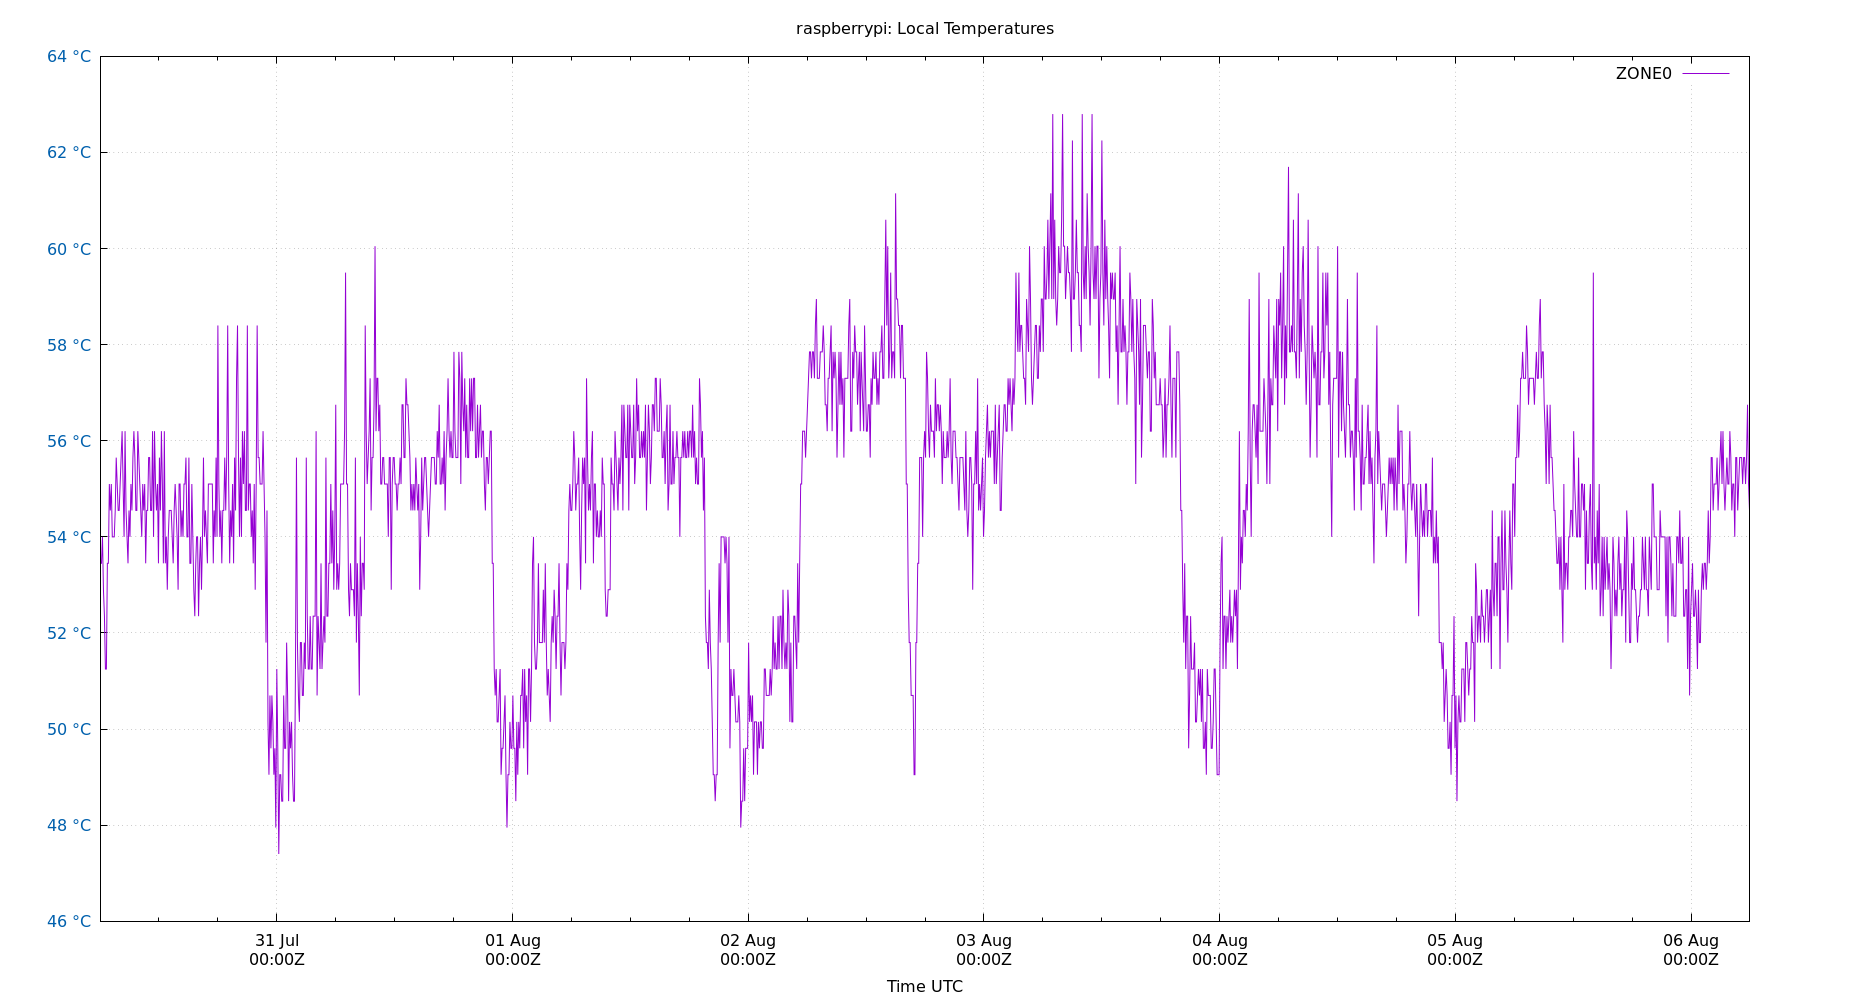 raspberrypi: Local Temperatures
64 °C
ZONE0
62 °C
60 °C
58 °C
56 °C
54 °C
52 °C
50 °C
48 °C
46 °C
31 Jul 01 Aug 02 Aug 03 Aug 04 Aug 05 Aug 06 Aug
00:00Z 00:00Z 00:00Z 00:00Z 00:00Z 00:00Z 00:00Z
Time UTC